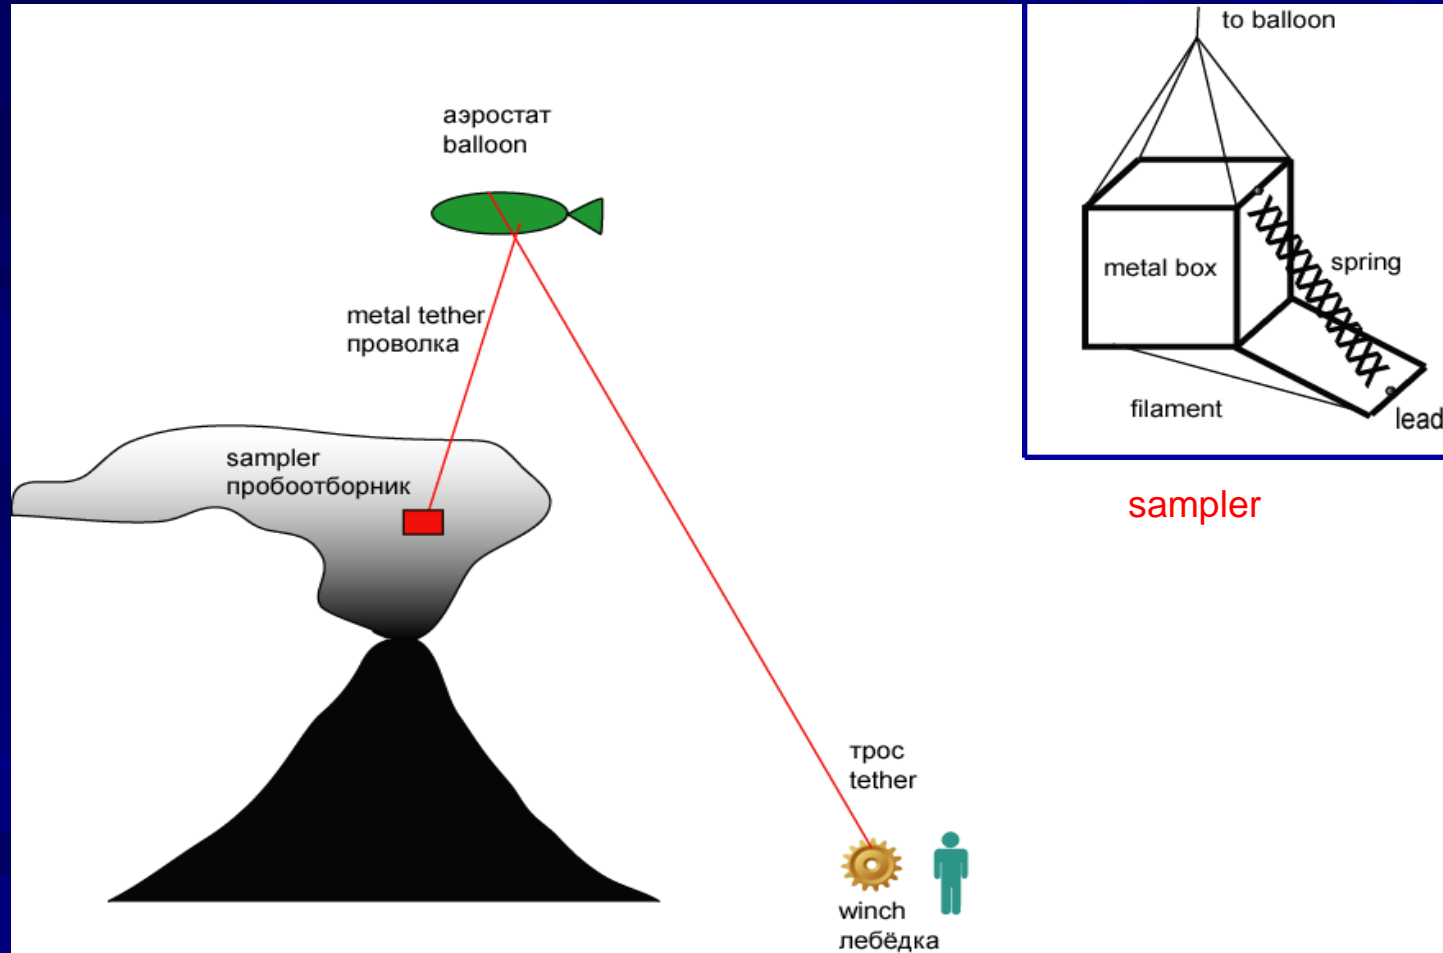 аэростат
balloon
metal tether
проволка
sampler
пробоотборник
трос
tether
winch
лебёдка
to balloon
metal box
spring
filament
lead
sampler